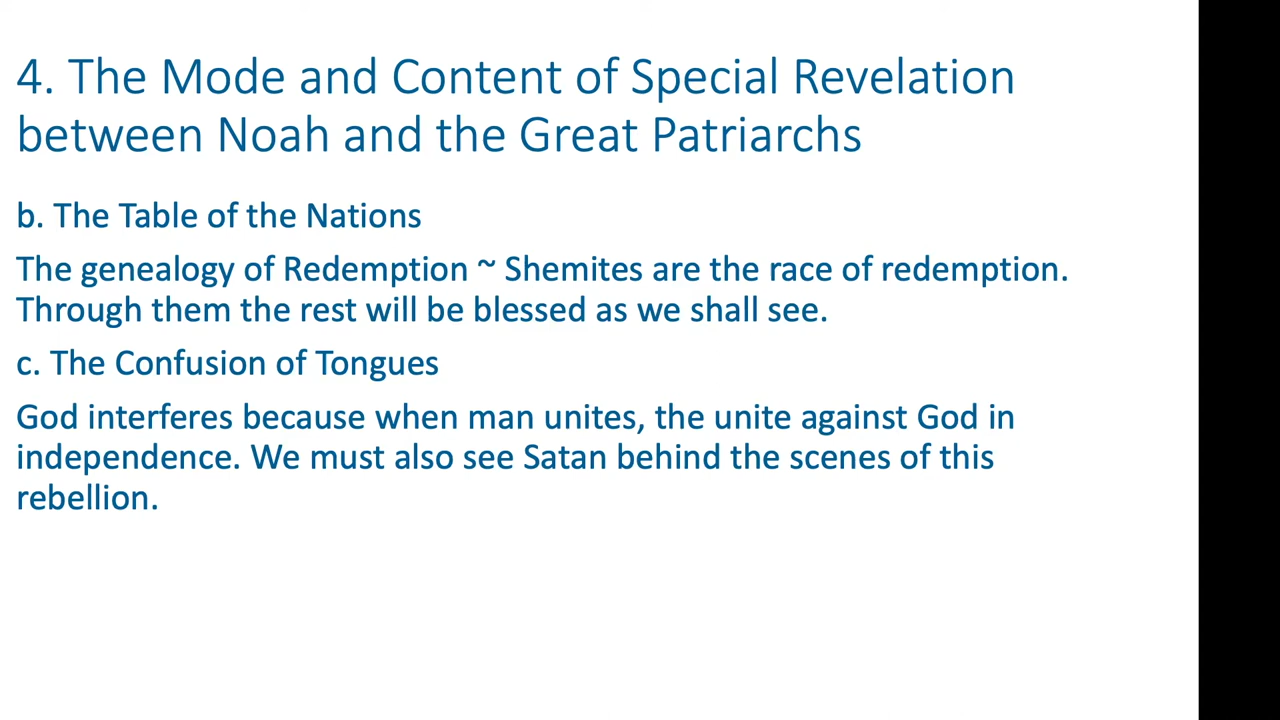 4. The Mode and Content of Special Revelation
between Noah and the Great Patriarchs
b. The Table of the Nations
The genealogy of Redemption ~ Shemites are the race of redemption.
Through them the rest will be blessed as we shall see.
c. The Confusion of Tongues
God interferes because when man unites, the unite against God in
independence. We must also see Satan behind the scenes of this
rebellion.